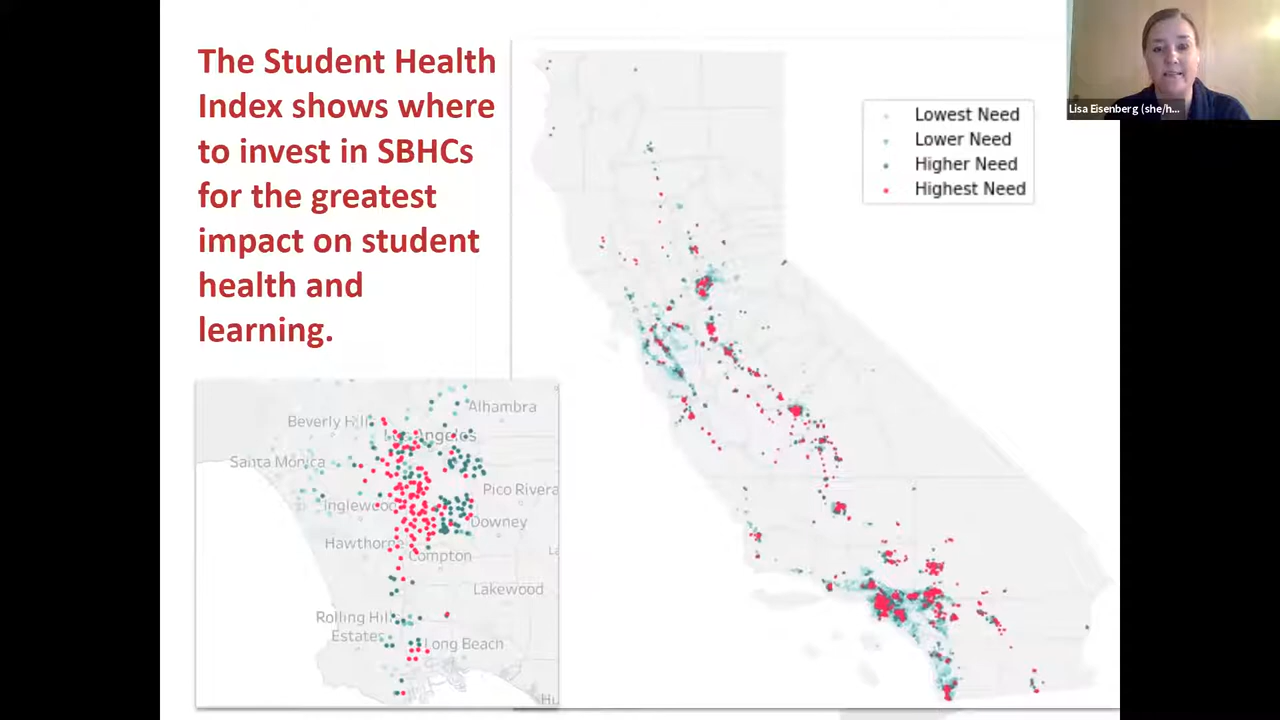 The Student Health
Index shows where
to invest in SBHCs
for the greatest
impact on student
health and
learning.
Lowest Need
Lower Need
Higher Need
Highest Need
Lisa Eisenberg (she/h...
Alhambra
Beverly Hills
Los Angeles
Santa Monica
Pico Rivera
Inglewood
Downey
Hawthorne
Compton
Lakewood
Rolling Hills
Estates
Long Beach